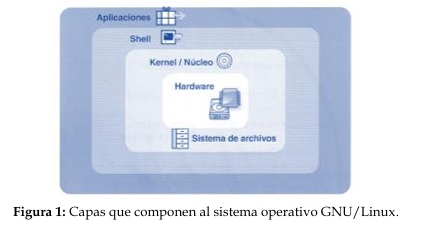 Aplicaciones
Shell
Kernel / Núcleo
Hardware
Sistema de archivos
Figura 1: Capas que componen al sistema operativo GNU/Linux.